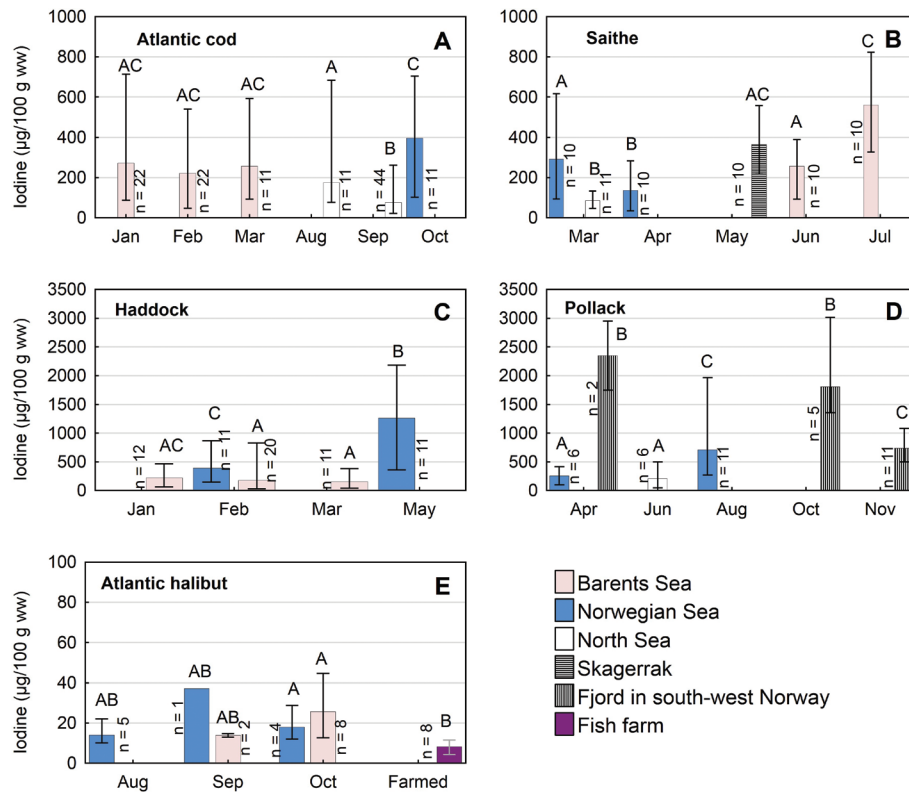 Atlantic cod
A
Iodine (µg/100 g ww)
1000
800
600
400
200
0
AC
AC
AC
A
B
C
n = 22
n = 22
n = 11
n = 11
n = 44
n = 11
Jan
Feb
Mar
Aug
Sep
Oct
Saithe
B
1000
800
600
400
200
0
A
B
B
AC
A
C
n = 10
n = 11
n = 10
n = 10
n = 10
n = 10
Mar
Apr
May
Jun
Jul
Haddock
C
Iodine (µg/100 g ww)
3500
3000
2500
2000
1500
1000
500
0
AC
C
A
A
B
n = 12
n = 11
n = 20
n = 11
n = 11
Jan
Feb
Mar
May
Pollack
D
3500
3000
2500
2000
1500
1000
500
0
A
B
A
C
B
C
n = 6
n = 2
n = 6
n = 11
n = 5
n = 11
Apr
Jun
Aug
Oct
Nov
Atlantic halibut
E
Iodine (µg/100 g ww)
100
80
60
40
20
0
AB
AB
AB
A
A
B
n = 5
n = 1
n = 2
n = 4
n = 8
n = 8
Aug
Sep
Oct
Farmed
Barents Sea
Norwegian Sea
North Sea
Skagerrak
Fjord in south-west Norway
Fish farm